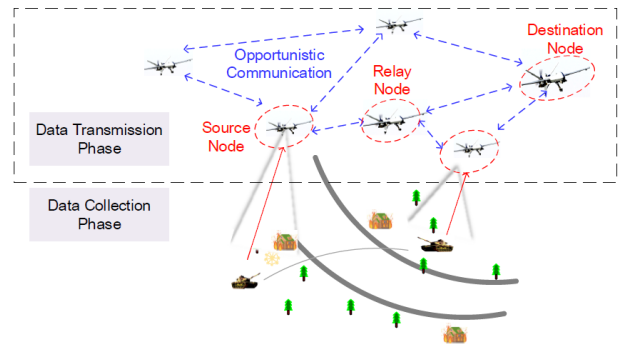 Opportunistic
Communication
Destination
Node
Relay
Node
Source
Node
Data Transmission
Phase
Data Collection
Phase